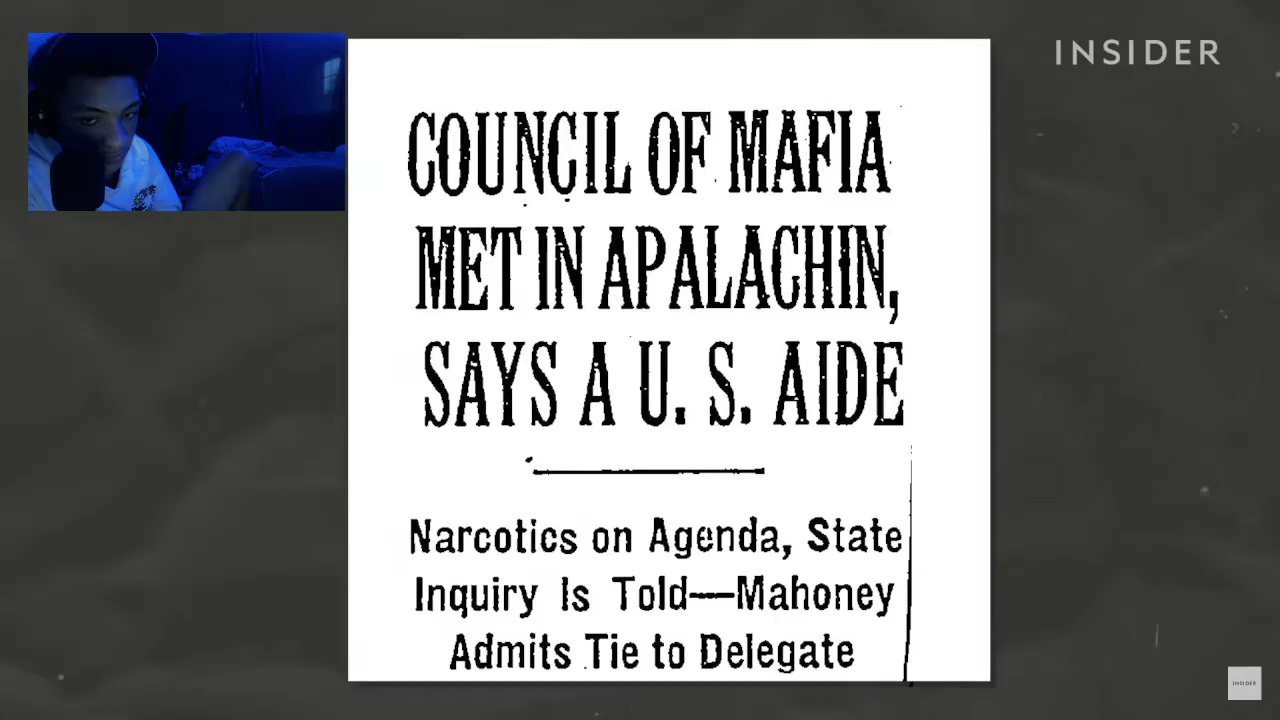 INSIDER
COUNCIL OF MAFIA
MET IN APALACHIN,
SAYS A U. S. AIDE
Narcotics on Agenda, State
Inquiry Is Told—Mahoney
Admits Tie to Delegate
INSIDER